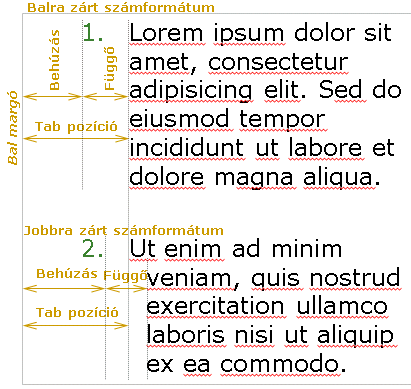 Balra zárt számformátum
1. Lorem ipsum dolor sit
amet, consectetur
adipisicing elit. Sed do
eiusmod tempor
incididunt ut labore et
dolore magna aliqua.
Behúzás
Függő
Tab pozíció
Bal margó
Jobbra zárt számformátum
2. Ut enim ad minim
veniam, quis nostrud
exercitation ullamco
laboris nisi ut aliquip
ex ea commodo.
Behúzás
Függő
Tab pozíció